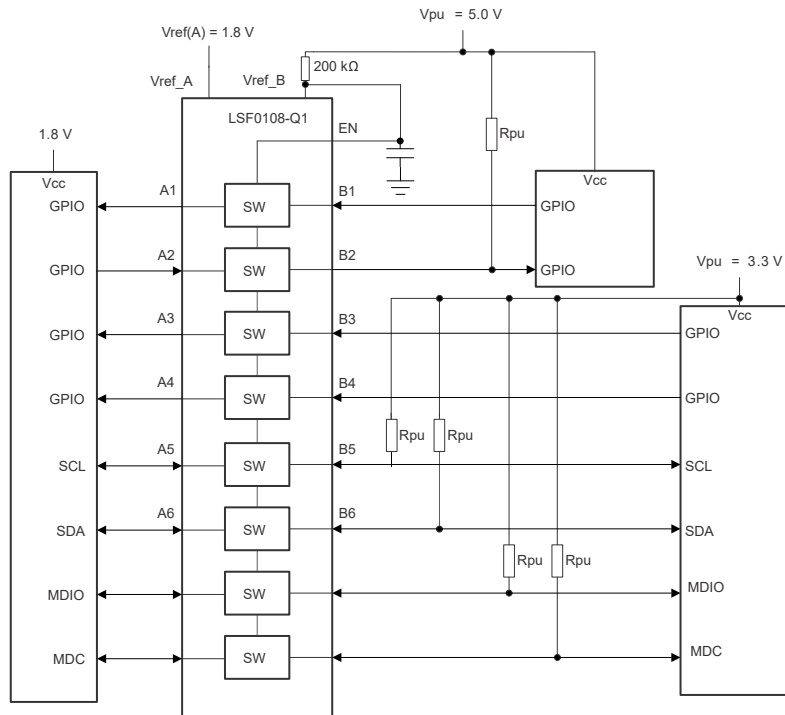 Vpu = 5.0 V
Vref(A) = 1.8 V
200 kΩ
Vref_A
Vref_B
LSF0108-Q1
EN
Rpu
1.8 V
Vcc
Vcc
GPIO
A1
SW
B1
GPIO
GPIO
A2
SW
B2
GPIO
Vpu = 3.3 V
Vcc
GPIO
A3
SW
B3
GPIO
GPIO
A4
SW
B4
GPIO
Rpu
Rpu
SCL
A5
SW
B5
SCL
SDA
A6
SW
B6
SDA
Rpu
Rpu
MDIO
SW
MDIO
MDC
SW
MDC